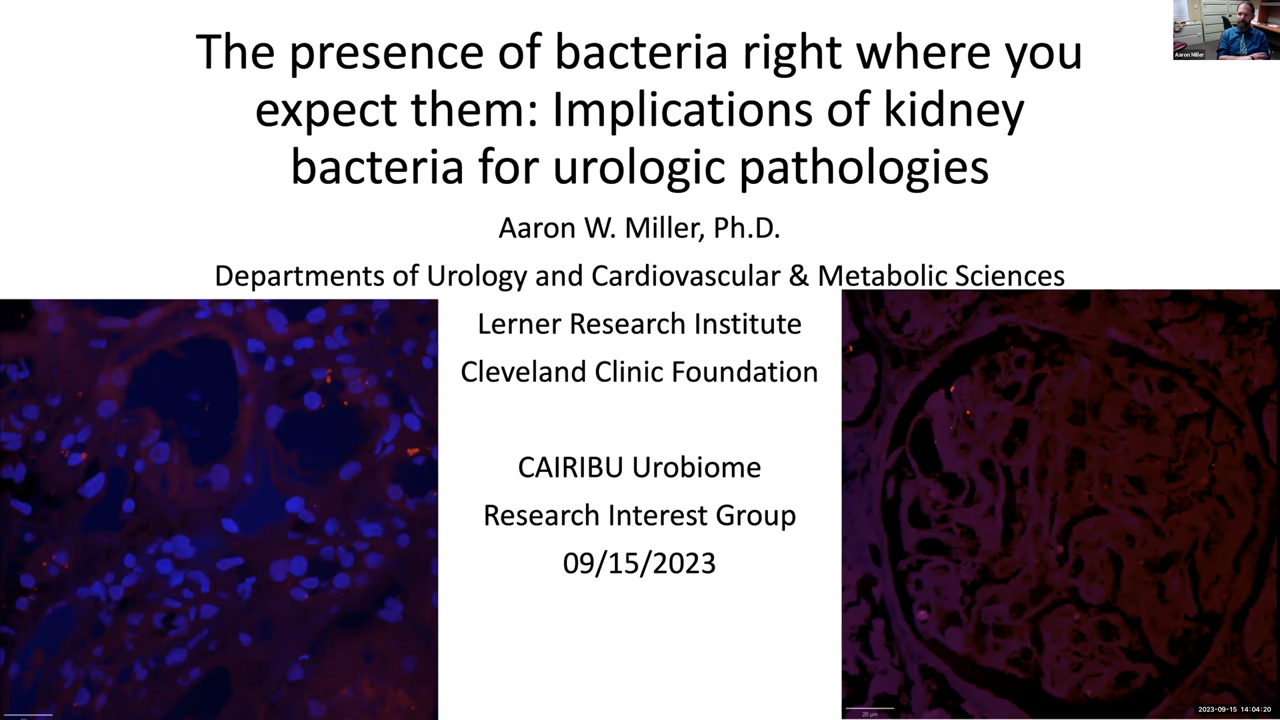 The presence of bacteria right where you
expect them: Implications of kidney
bacteria for urologic pathologies
Aaron W. Miller, Ph.D.
Departments of Urology and Cardiovascular & Metabolic Sciences
Lerner Research Institute
Cleveland Clinic Foundation
CAIRIBU Urobiome
Research Interest Group
09/15/2023
Aaron Miller
20 µm
2023-09-15 14:04:20